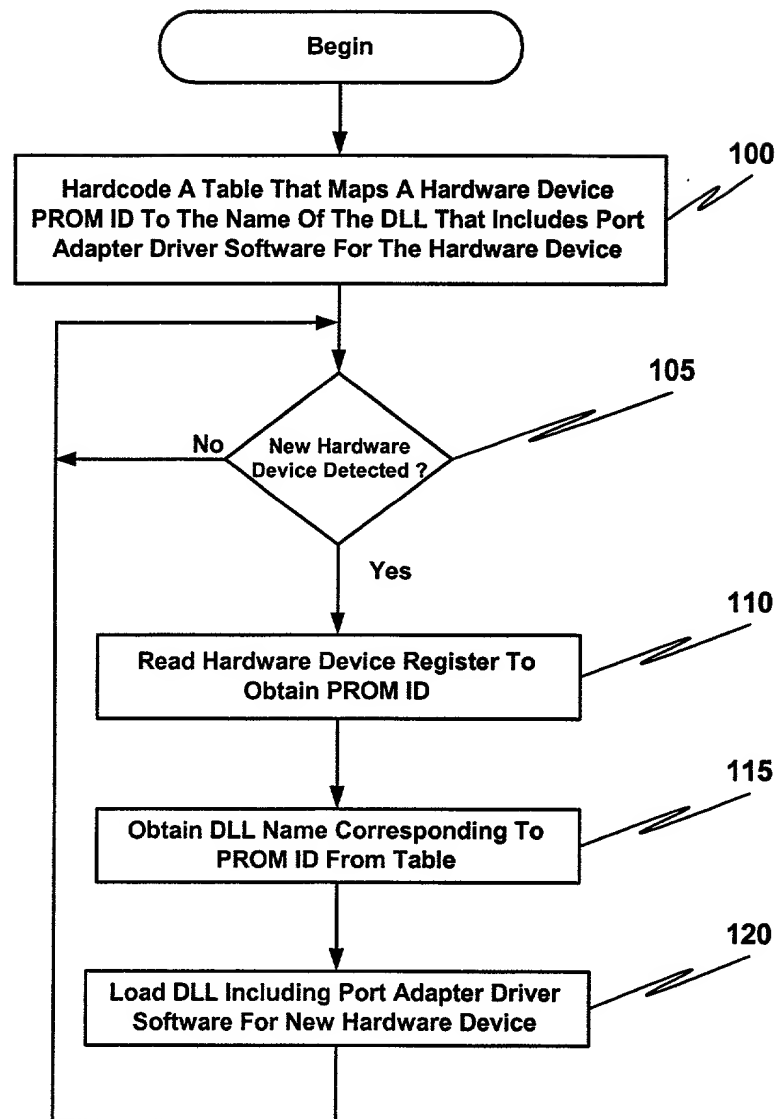 Begin
100
Hardcode A Table That Maps A Hardware Device
PROM ID To The Name Of The DLL That Includes Port
Adapter Driver Software For The Hardware Device
105
No
New Hardware
Device Detected ?
Yes
110
Read Hardware Device Register To
Obtain PROM ID
115
Obtain DLL Name Corresponding To
PROM ID From Table
120
Load DLL Including Port Adapter Driver
Software For New Hardware Device